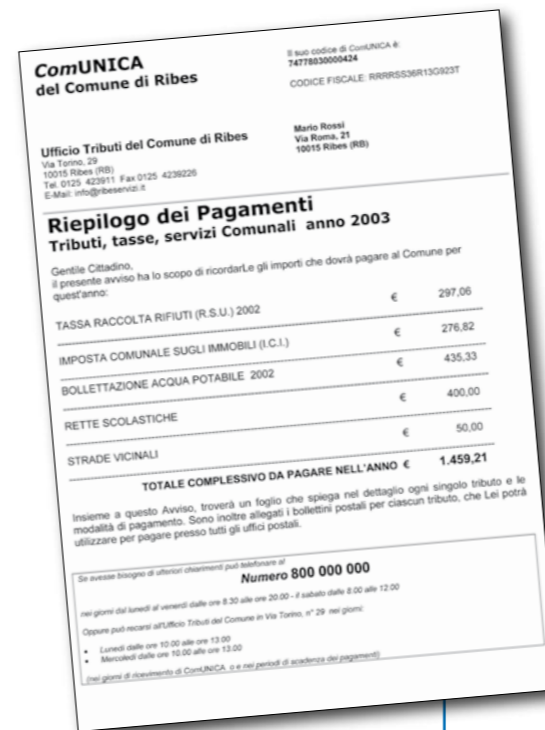 ComUNICA
del Comune di Ribes
Il suo codice di ComUNICA è:
74778030000424
CODICE FISCALE: RRRRSS36R13G923T
Ufficio Tributi del Comune di Ribes
Via Torino, 29
10015 Ribes (RB)
Tel. 0125 423911 Fax 0125 4239226
E-Mail: info@ribeservizi.it
Mario Rossi
Via Roma, 21
10015 Ribes (RB)
Riepilogo dei Pagamenti
Tributi, tasse, servizi Comunali anno 2003
Gentile Cittadino,
il presente avviso ha lo scopo di ricordarLe gli importi che dovrà pagare al Comune per
quest'anno:
TASSA RACCOLTA RIFIUTI (R.S.U.) 2002 € 297,06
IMPOSTA COMUNALE SUGLI IMMOBILI (I.C.I.) € 276,82
BOLLETTAZIONE ACQUA POTABILE 2002 € 435,33
RETTE SCOLASTICHE € 400,00
STRADE VICINALI € 50,00
TOTALE COMPLESSIVO DA PAGARE NELL'ANNO € 1.459,21
Insieme a questo Avviso, troverà un foglio che spiega nel dettaglio ogni singolo tributo e le
modalità di pagamento. Sono inoltre allegati i bollettini postali per ciascun tributo, che Lei potrà
utilizzare per pagare presso tutti gli uffici postali.
Se avesse bisogno di ulteriori chiarimenti può telefonare al
Numero 800 000 000
nei giorni dal lunedì al venerdì dalle ore 8.30 alle ore 20.00 - il sabato dalle 8.00 alle 12.00
Oppure può recarsi all'Ufficio Tributi del Comune in Via Torino, n° 29 nei giorni:
• Lunedì dalle ore 10.00 alle ore 13.00
• Mercoledì dalle ore 10.00 alle ore 13.00
(nei giorni di ricevimento di ComUNICA o e nei periodi di scadenza dei pagamenti)